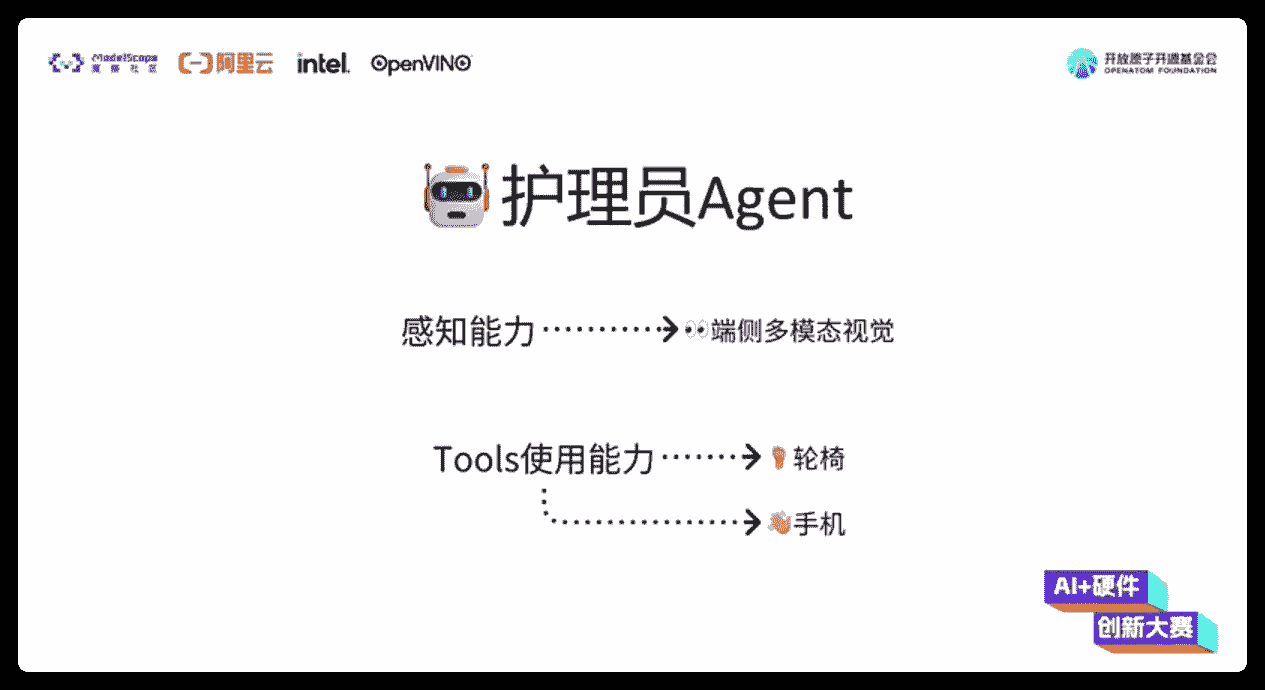 ModelScope
魔搭社区
阿里云
intel.
OpenVINO
开放原子开源基金会
OPENATOM FOUNDATION
护理员Agent
感知能力
端侧多模态视觉
Tools使用能力
轮椅
手机
AI+硬件
创新大赛